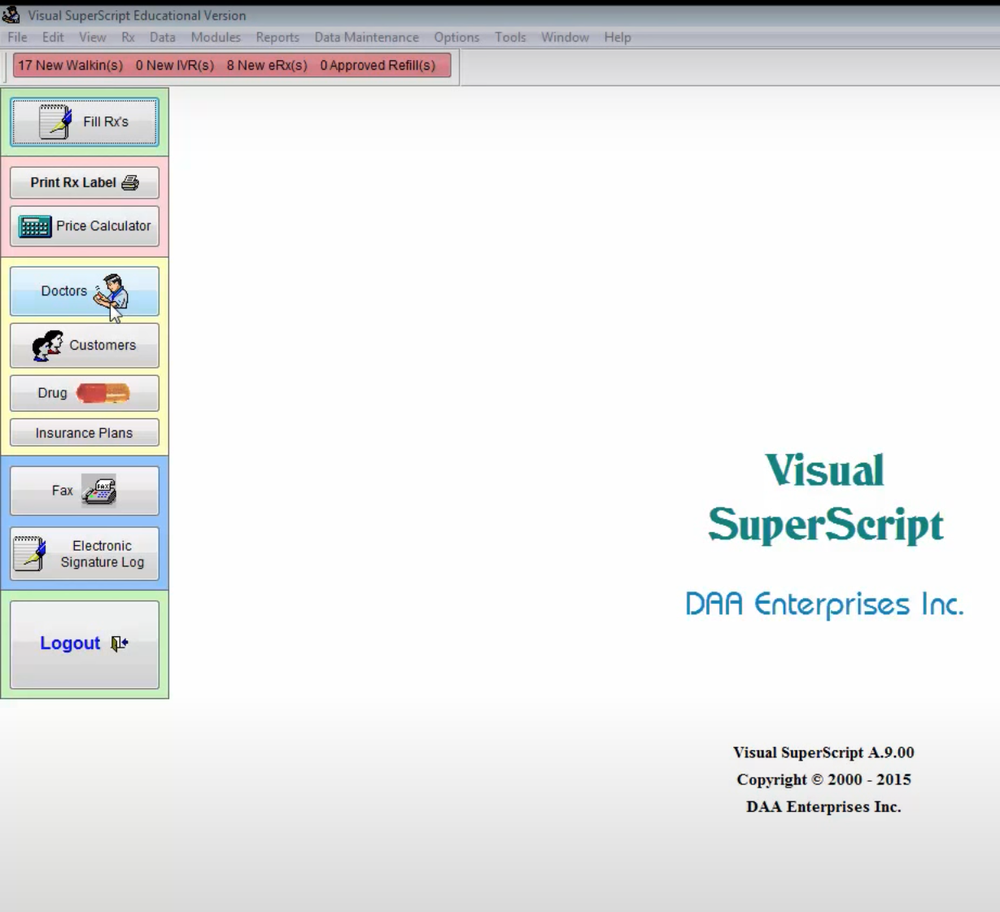 Visual SuperScript Educational Version
File Edit View Rx Data Modules Reports Data Maintenance Options Tools Window Help
17 New Walkin(s) 0 New IVR(s) 8 New eRx(s) 0 Approved Refill(s)
Fill Rx's
Print Rx Label
Price Calculator
Doctors
Customers
Drug
Insurance Plans
Fax
FAX
Electronic
Signature Log
Logout
Visual
SuperScript
DAA Enterprises Inc.
Visual SuperScript A.9.00
Copyright © 2000 - 2015
DAA Enterprises Inc.